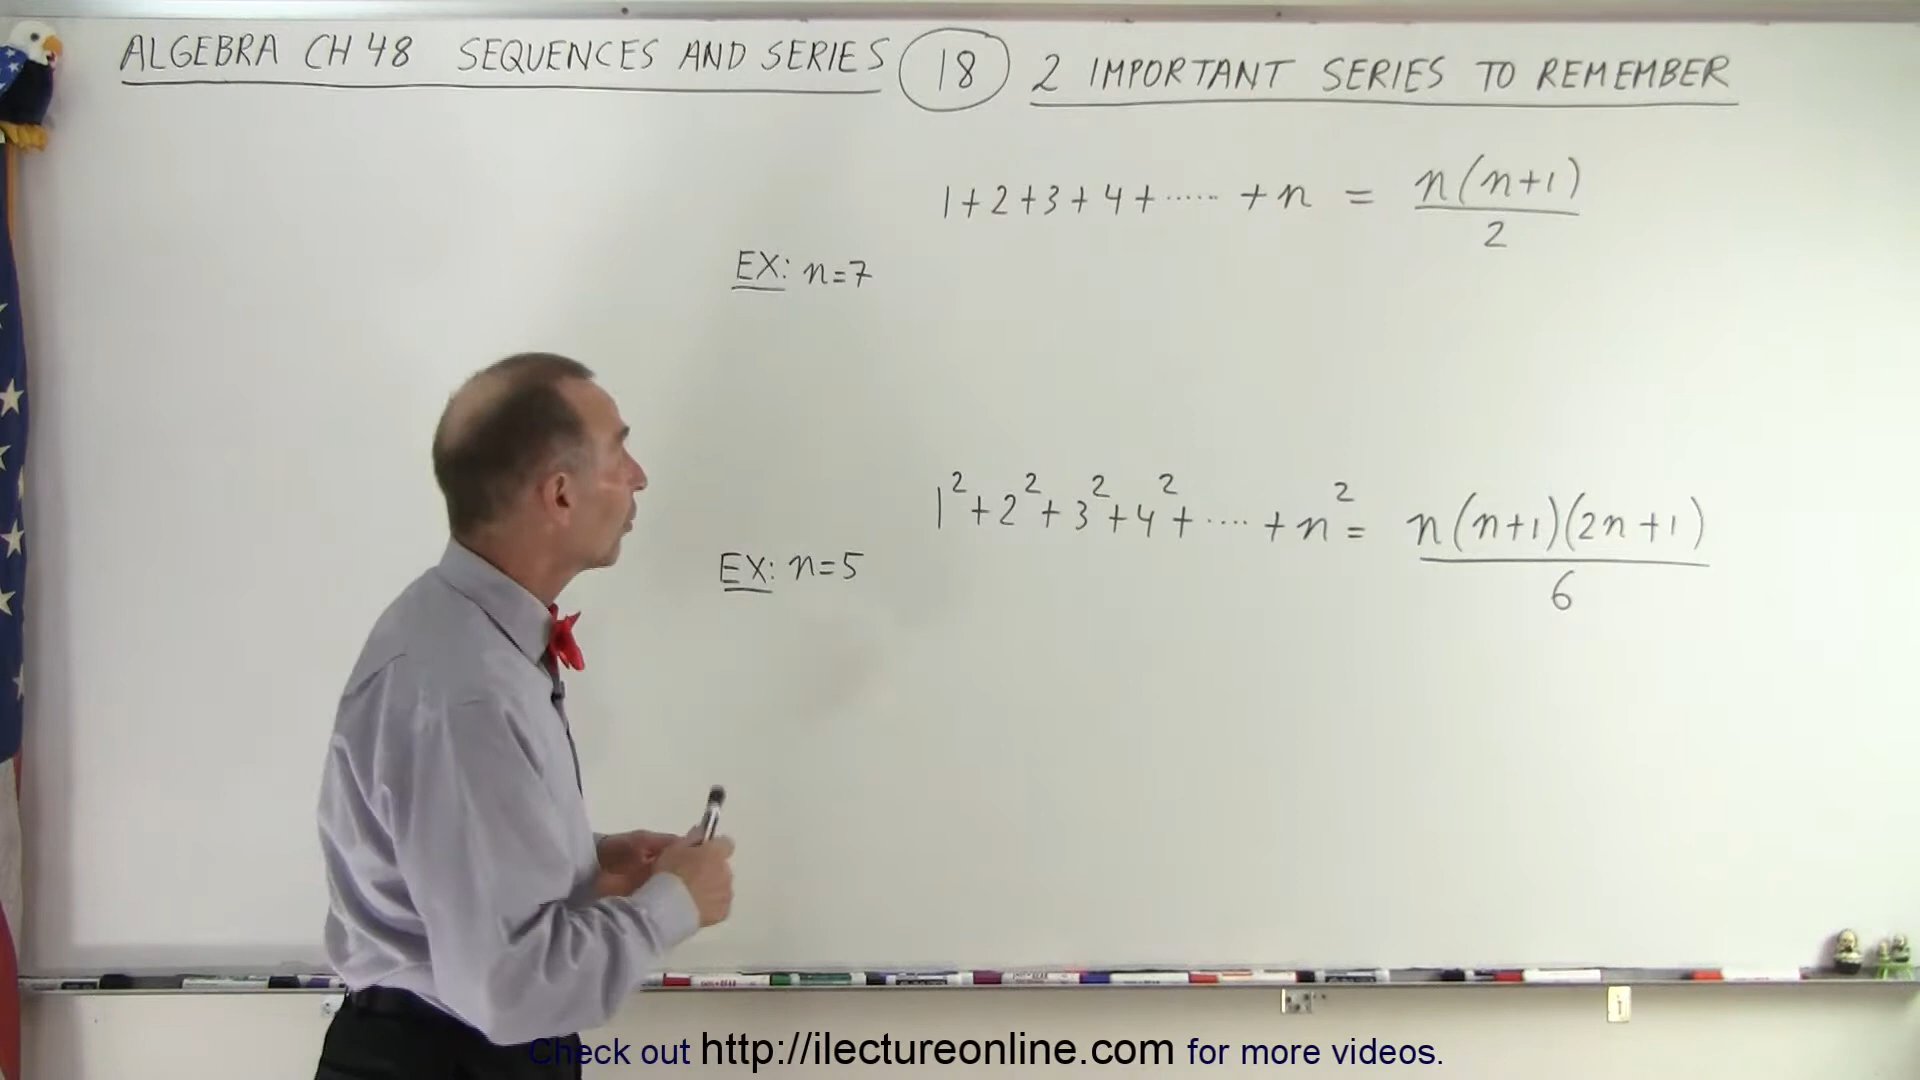 ALGEBRA CH 48 SEQUENCES AND SERIES 18 2 IMPORTANT SERIES TO REMEMBER
1+2+3+4+......+n = n(n+1)/2
EX: n=7
1²+2²+3²+4²+....+n² = n(n+1)(2n+1)/6
EX: n=5
Check out http://ilectureonline.com for more videos.